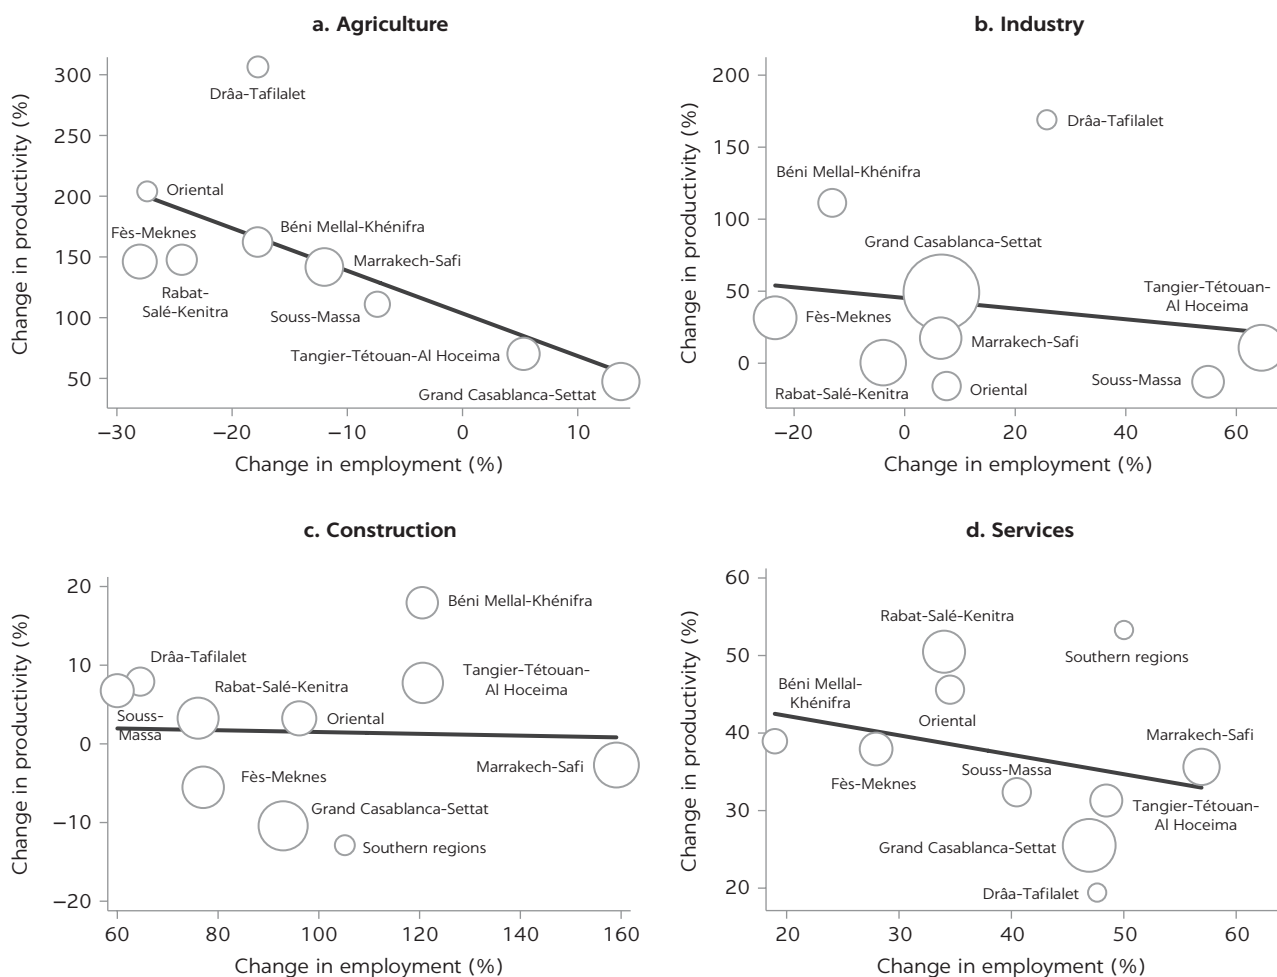 a. Agriculture
Change in productivity (%)
300
250
200
150
100
50
Drâa-Tafilalet
Oriental
Fès-Meknes
Rabat-
Salé-Kenitra
Béni Mellal-Khénifra
Marrakech-Safi
Souss-Massa
Tangier-Tétouan-Al Hoceima
Grand Casablanca-Settat
−30 −20 −10 0 10
Change in employment (%)
b. Industry
Change in productivity (%)
200
150
100
50
0
Drâa-Tafilalet
Béni Mellal-Khénifra
Grand Casablanca-Settat
Tangier-Tétouan-
Al Hoceima
Fès-Meknes
Marrakech-Safi
Rabat-Salé-Kenitra
Oriental
Souss-Massa
−20 0 20 40 60
Change in employment (%)
c. Construction
Change in productivity (%)
20
10
0
−10
−20
Béni Mellal-Khénifra
Drâa-Tafilalet
Tangier-Tétouan-
Al Hoceima
Rabat-Salé-Kenitra
Souss-
Massa
Oriental
Marrakech-Safi
Fès-Meknes
Grand Casablanca-Settat
Southern regions
60 80 100 120 140 160
Change in employment (%)
d. Services
Change in productivity (%)
60
50
40
30
20
Rabat-Salé-Kenitra
Southern regions
Béni Mellal-
Khénifra
Oriental
Marrakech-Safi
Fès-Meknes
Souss-Massa
Tangier-Tétouan-
Al Hoceima
Grand Casablanca-Settat
Drâa-Tafilalet
20 30 40 50 60
Change in employment (%)